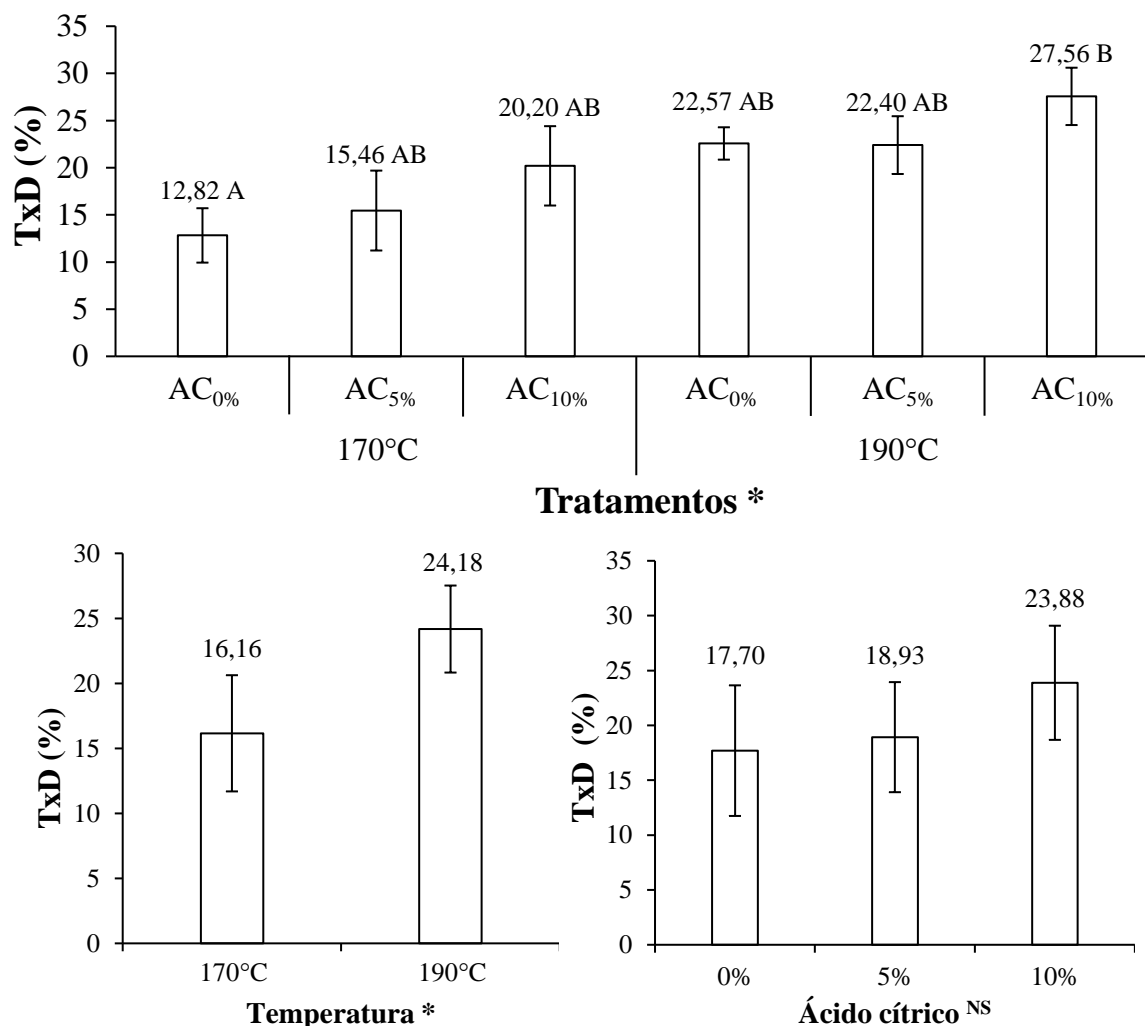 TxD (%)
35
30
25
20
15
10
5
0
12,82 A
15,46 AB
20,20 AB
22,57 AB
22,40 AB
27,56 B
AC0% AC5% AC10% AC0% AC5% AC10%
170°C 190°C
Tratamentos *
TxD (%)
30
25
20
15
10
5
0
16,16
24,18
170°C 190°C
Temperatura *
TxD (%)
35
30
25
20
15
10
5
0
17,70
18,93
23,88
0% 5% 10%
Ácido cítrico NS